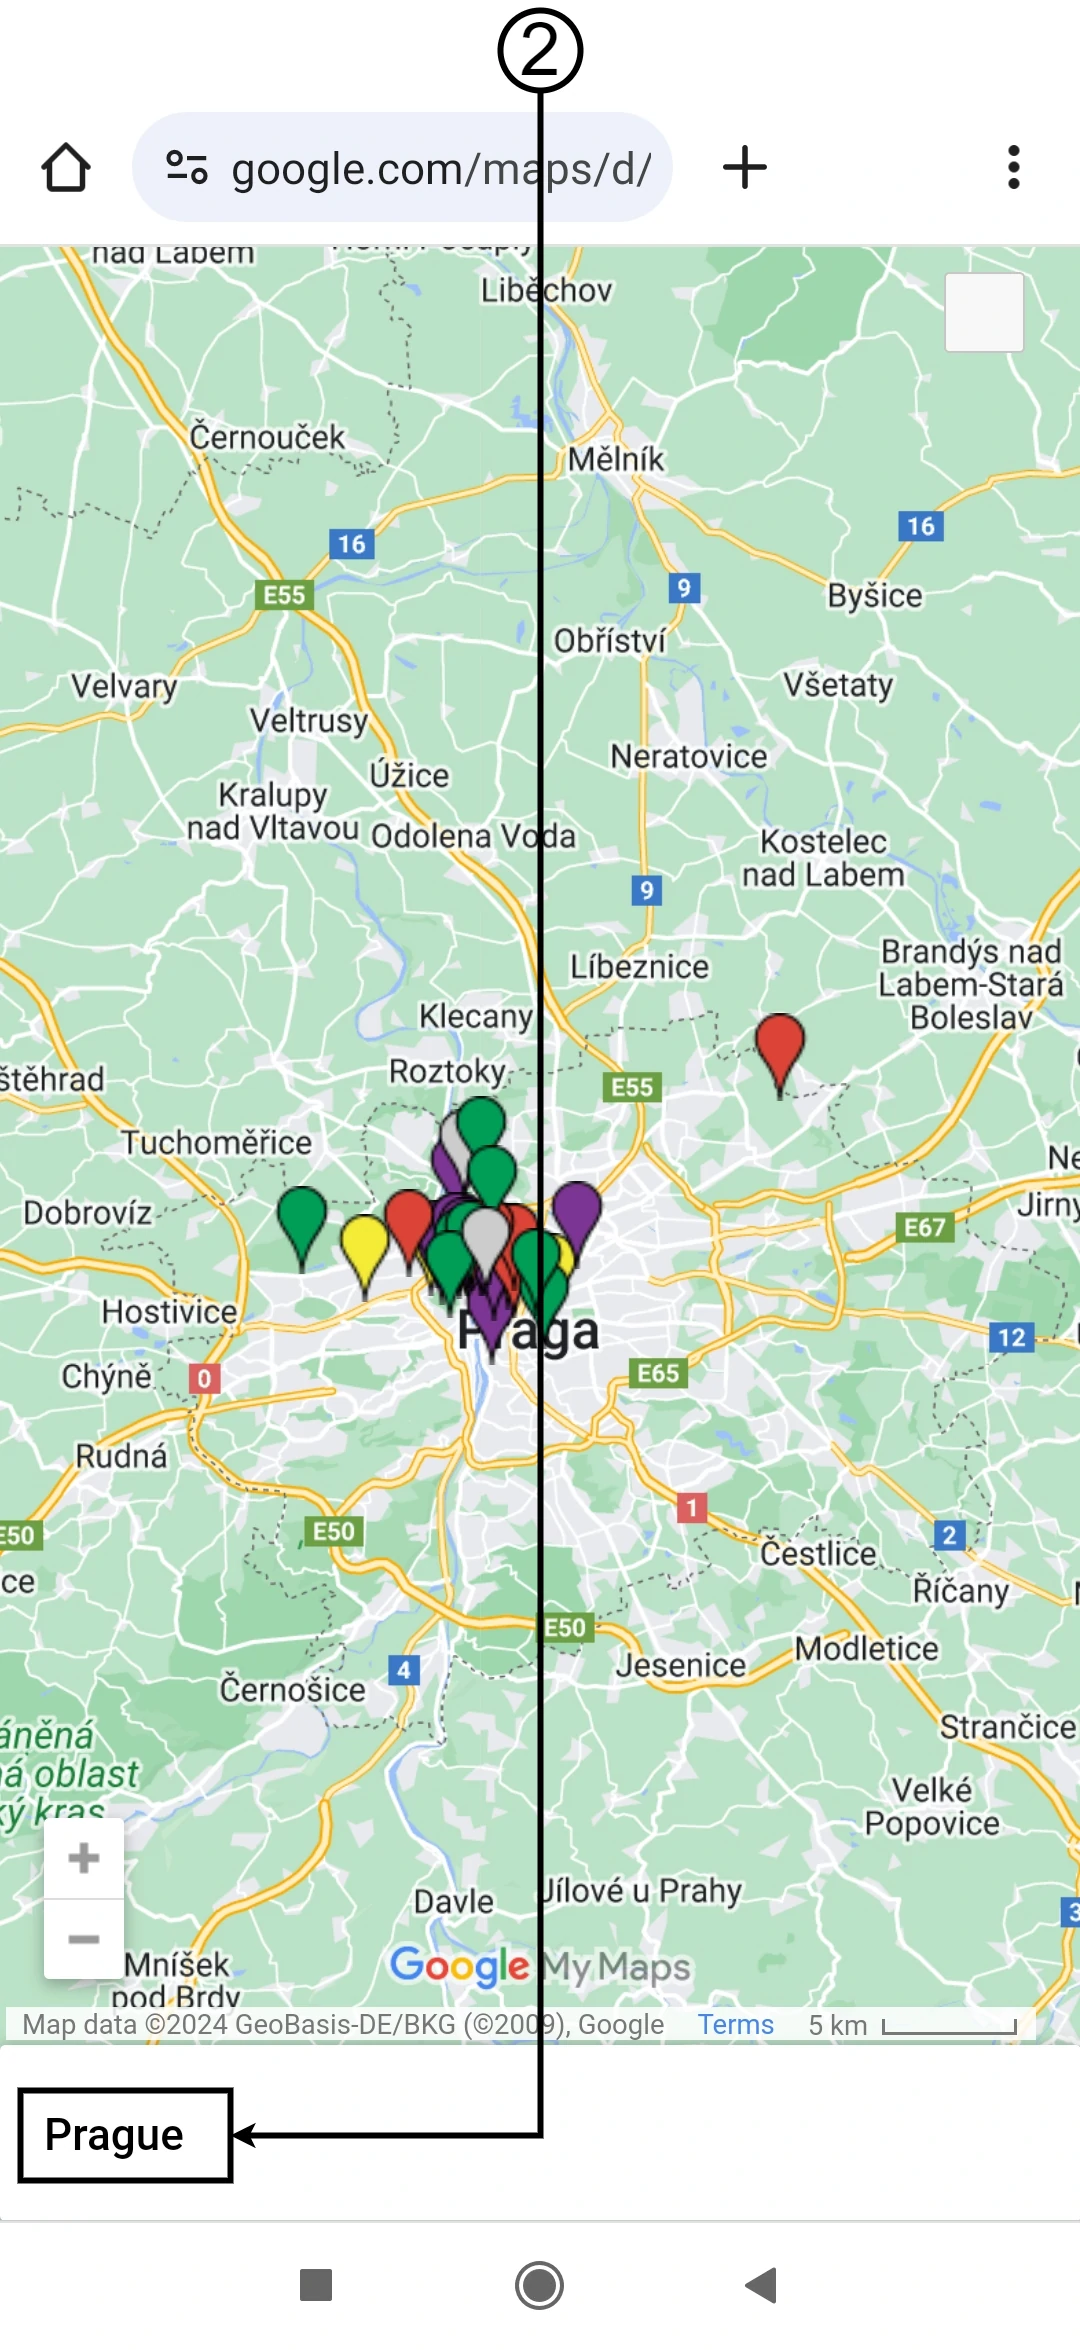 2
google.com/maps/d/
nad Labem
Liběchov
Černouček
Mělník
16
16
E55
9
Byšice
Obříství
Velvary
Všetaty
Veltrusy
Neratovice
Úžice
Kralupy
nad Vltavou
Odolena Voda
Kostelec
nad Labem
9
Brandýs nad
Labem-Stará
Boleslav
Líbeznice
Klecany
Roztoky
štěhrad
E55
Tuchoměřice
Jirny
Dobrovíz
E67
Hostivice
Praga
12
Chýně
0
E65
Rudná
1
E50
E50
2
Čestlice
ce
Říčany
E50
Modletice
4
Jesenice
Černošice
Strančice
áněná
á oblast
ký kras
Velké
Popovice
+
Davle
Jílové u Prahy
3
−
Mníšek
pod Brdy
Google My Maps
Map data ©2024 GeoBasis-DE/BKG (©2009), Google Terms 5 km
Prague